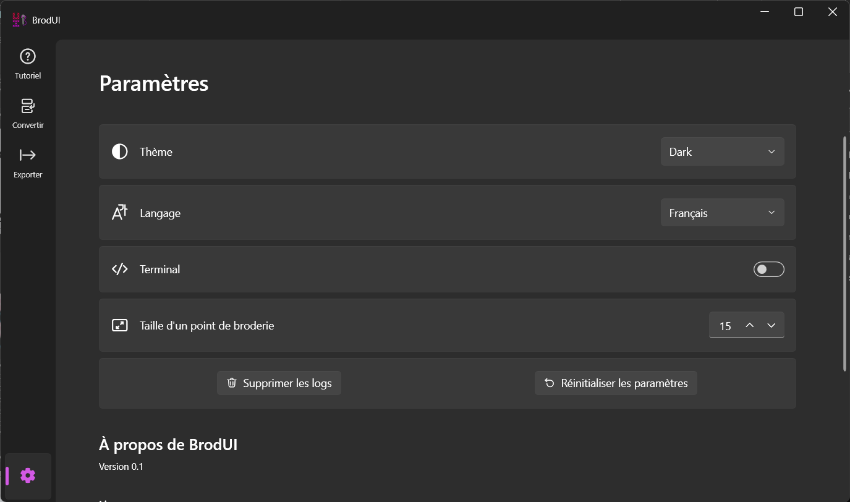 BrodUI
Tutoriel
Convertir
Exporter
Paramètres
Thème
Dark
Langage
Français
Terminal
Taille d'un point de broderie
15
Supprimer les logs
Réinitialiser les paramètres
À propos de BrodUI
Version 0.1